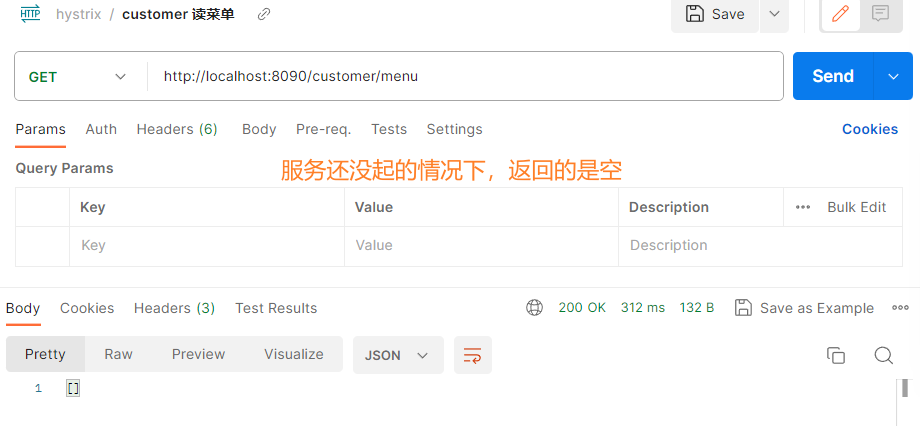 HTTP hystrix / customer 读菜单 Save
GET http://localhost:8090/customer/menu Send
Params Auth Headers (6) Body Pre-req. Tests Settings Cookies
Query Params 服务还没起的情况下，返回的是空
Key Value Description Bulk Edit
Key Value Description
Body Cookies Headers (3) Test Results 200 OK 312 ms 132 B Save as Example
Pretty Raw Preview Visualize JSON
1 []